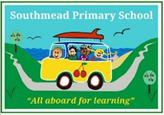 Southmead Primary School
"All aboard for learning"